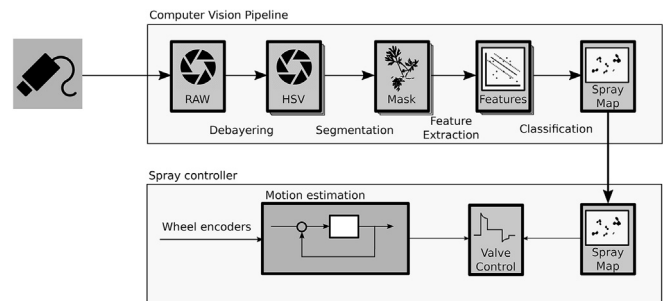 Computer Vision Pipeline
RAW
HSV
Mask
Features
Spray
Map
Debayering
Segmentation
Feature
Extraction
Classification
Spray controller
Motion estimation
Wheel encoders
Valve
Control
Spray
Map